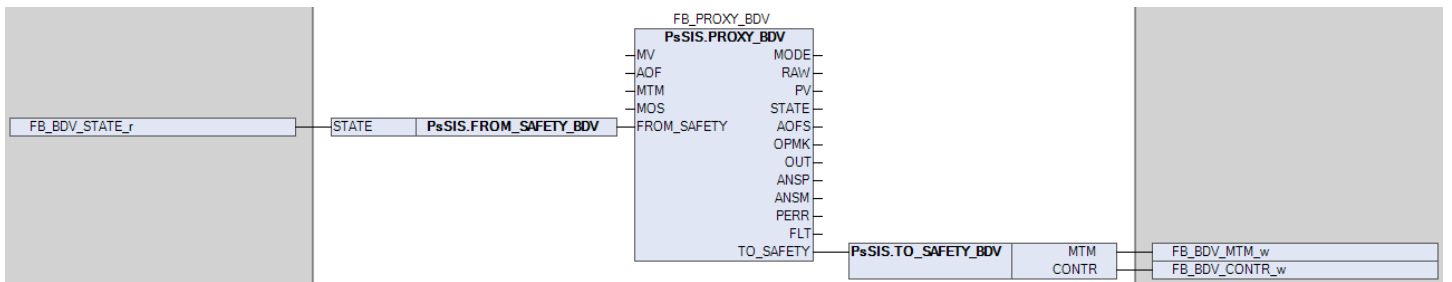 FB_PROXY_BDV
PsSIS.PROXY_BDV
MV MODE
AOF RAW
MTM PV
MOS STATE
FB_BDV_STATE_r STATE PsSIS.FROM_SAFETY_BDV FROM_SAFETY AOFS
OPMK
OUT
ANSP
ANSM
PERR
FLT
TO_SAFETY PsSIS.TO_SAFETY_BDV MTM FB_BDV_MTM_w
CONTR FB_BDV_CONTR_w